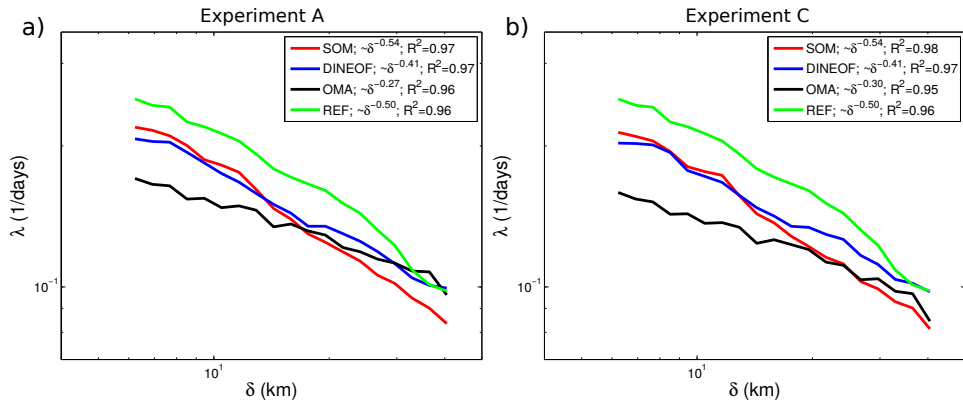 Experiment A
a)
SOM; ~δ^-0.54; R²=0.97
DINEOF; ~δ^-0.41; R²=0.97
OMA; ~δ^-0.27; R²=0.96
REF; ~δ^-0.50; R²=0.96
λ (1/days)
10^-1
10^1
δ (km)
Experiment C
b)
SOM; ~δ^-0.54; R²=0.98
DINEOF; ~δ^-0.41; R²=0.97
OMA; ~δ^-0.30; R²=0.95
REF; ~δ^-0.50; R²=0.96
λ (1/days)
10^-1
10^1
δ (km)